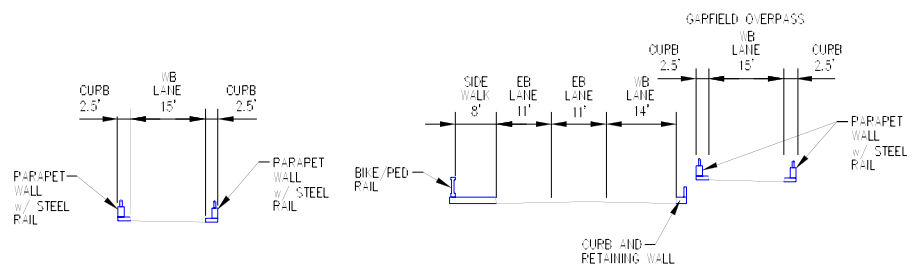 CURB
2.5'
WB
LANE
15'
CURB
2.5'
PARAPET
WALL
w/ STEEL
RAIL
PARAPET
WALL
w/ STEEL
RAIL
GARFIELD OVERPASS
CURB
2.5'
WB
LANE
15'
CURB
2.5'
SIDE
WALK
8'
EB
LANE
11'
EB
LANE
11'
WB
LANE
14'
PARAPET
WALL
w/ STEEL
RAIL
BIKE/PED
RAIL
CURB AND
RETAINING WALL